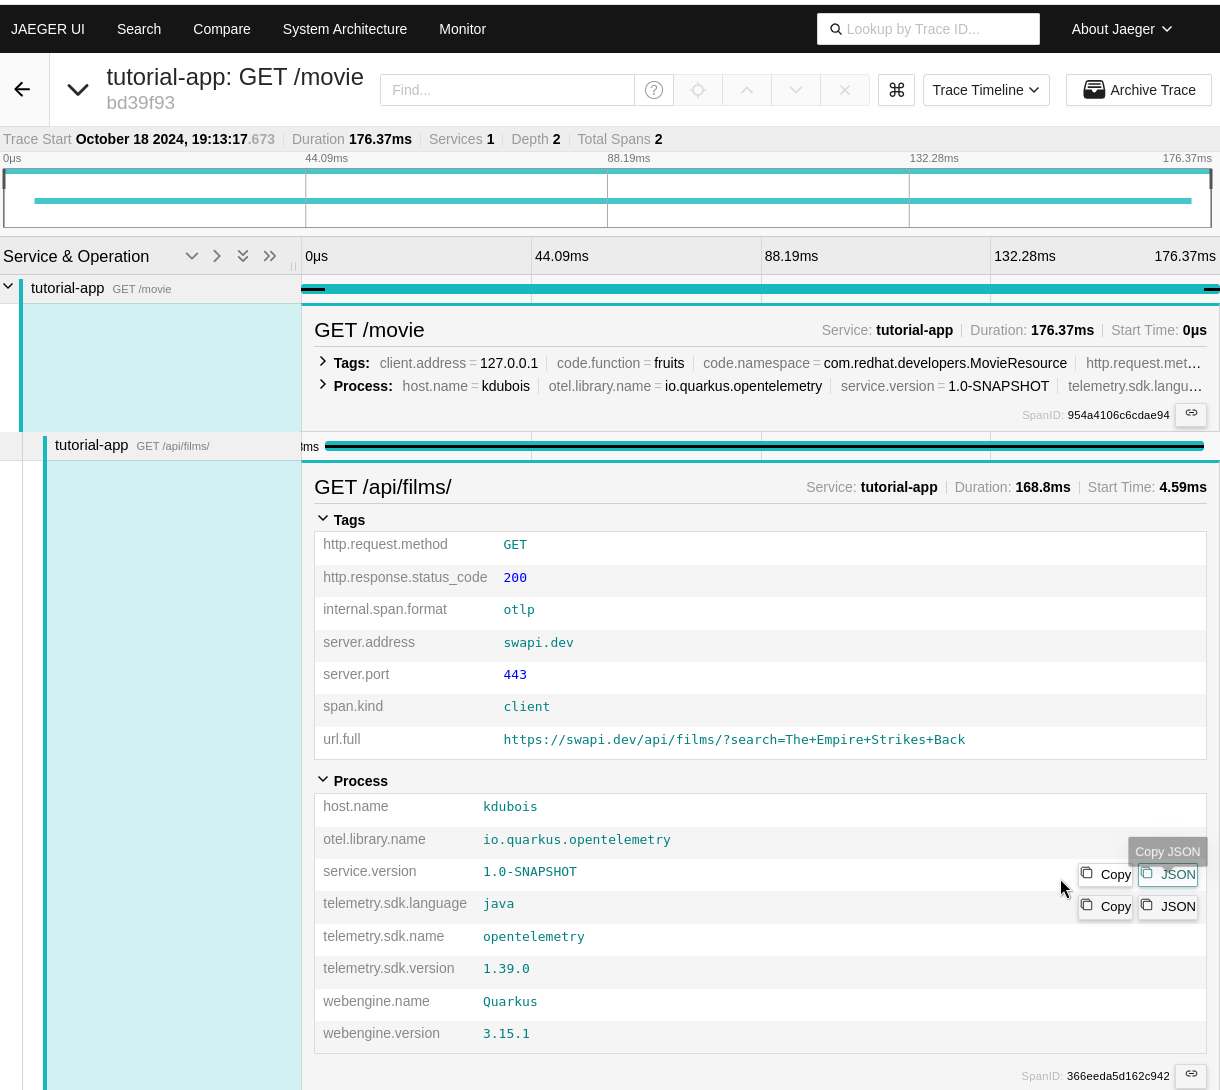 JAEGER UI Search Compare System Architecture Monitor Lookup by Trace ID... About Jaeger
tutorial-app: GET /movie
bd39f93
Find... ? ⌘ Trace Timeline Archive Trace
Trace Start October 18 2024, 19:13:17.673 Duration 176.37ms Services 1 Depth 2 Total Spans 2
0μs 44.09ms 88.19ms 132.28ms 176.37ms
Service & Operation 0μs 44.09ms 88.19ms 132.28ms 176.37ms
tutorial-app GET /movie
GET /movie Service: tutorial-app Duration: 176.37ms Start Time: 0μs
Tags: client.address = 127.0.0.1 code.function = fruits code.namespace = com.redhat.developers.MovieResource http.request.met...
Process: host.name = kdubois otel.library.name = io.quarkus.opentelemetry service.version = 1.0-SNAPSHOT telemetry.sdk.langu...
SpanID: 954a4106c6cdae94
tutorial-app GET /api/films/ ms
GET /api/films/ Service: tutorial-app Duration: 168.8ms Start Time: 4.59ms
Tags
http.request.method GET
http.response.status_code 200
internal.span.format otlp
server.address swapi.dev
server.port 443
span.kind client
url.full https://swapi.dev/api/films/?search=The+Empire+Strikes+Back
Process
host.name kdubois
otel.library.name io.quarkus.opentelemetry
Copy JSON
service.version 1.0-SNAPSHOT Copy JSON
telemetry.sdk.language java Copy JSON
telemetry.sdk.name opentelemetry
telemetry.sdk.version 1.39.0
webengine.name Quarkus
webengine.version 3.15.1
SpanID: 366eeda5d162c942